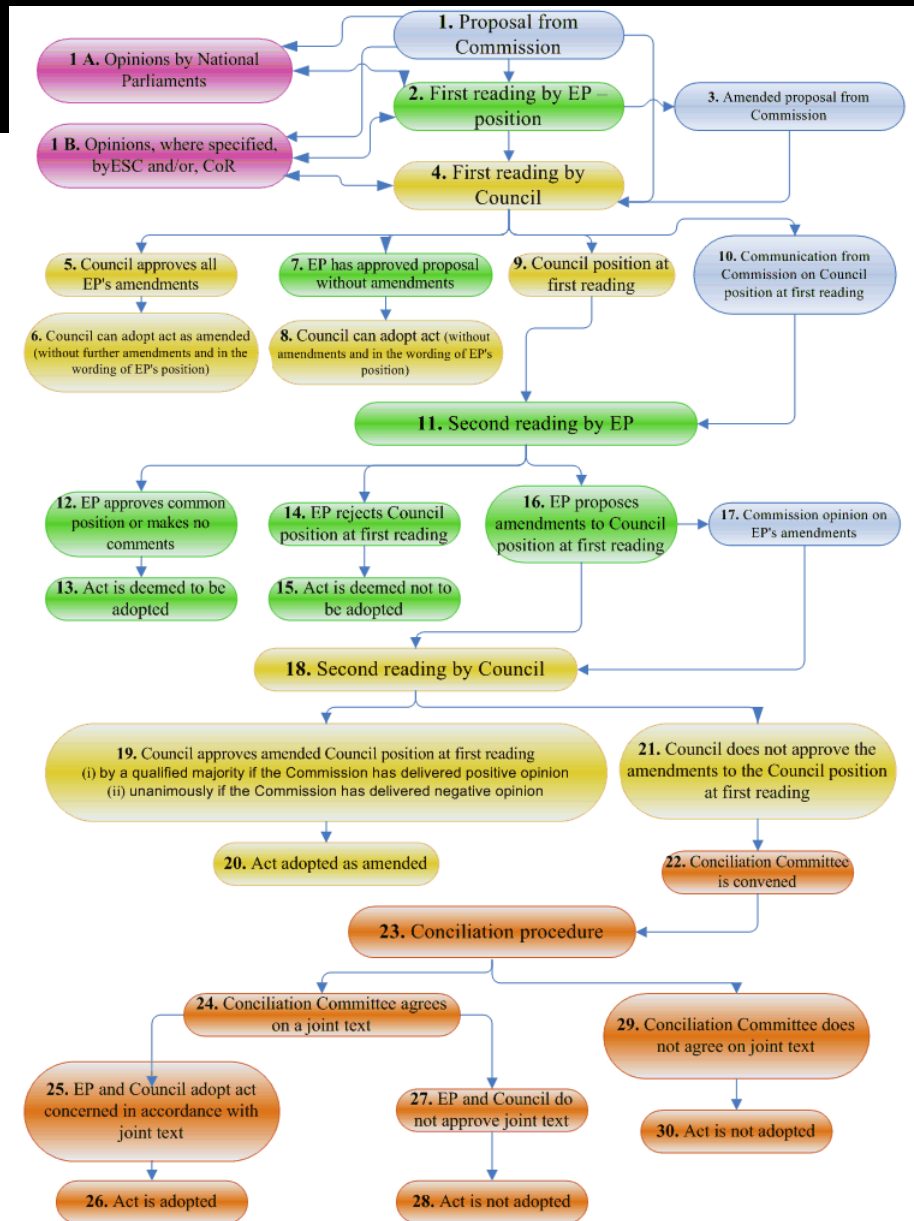 1. Proposal from
Commission
1 A. Opinions by National
Parliaments
2. First reading by EP –
position
3. Amended proposal from
Commission
1 B. Opinions, where specified,
byESC and/or, CoR
4. First reading by
Council
5. Council approves all
EP's amendments
7. EP has approved proposal
without amendments
9. Council position at
first reading
10. Communication from
Commission on Council
position at first reading
6. Council can adopt act as amended
(without further amendments and in the
wording of EP's position)
8. Council can adopt act (without
amendments and in the wording of EP's
position)
11. Second reading by EP
12. EP approves common
position or makes no
comments
14. EP rejects Council
position at first reading
16. EP proposes
amendments to Council
position at first reading
17. Commission opinion on
EP's amendments
13. Act is deemed to be
adopted
15. Act is deemed not to
be adopted
18. Second reading by Council
19. Council approves amended Council position at first reading
(i) by a qualified majority if the Commission has delivered positive opinion
(ii) unanimously if the Commission has delivered negative opinion
21. Council does not approve the
amendments to the Council position
at first reading
20. Act adopted as amended
22. Conciliation Committee
is convened
23. Conciliation procedure
24. Conciliation Committee agrees
on a joint text
29. Conciliation Committee does
not agree on joint text
25. EP and Council adopt act
concerned in accordance with
joint text
27. EP and Council do
not approve joint text
30. Act is not adopted
26. Act is adopted
28. Act is not adopted